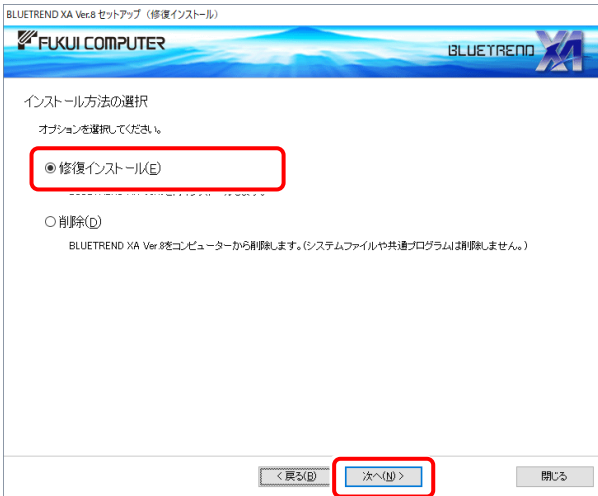 BLUETREND XA Ver.8 セットアップ（修復インストール）
FUKUI COMPUTER
BLUETREND XA
インストール方法の選択
オプションを選択してください。
修復インストール(E)
削除(D)
BLUETREND XA Ver.8をコンピューターから削除します。(システムファイルや共通プログラムは削除しません。)
< 戻る(B)
次へ(N) >
閉じる